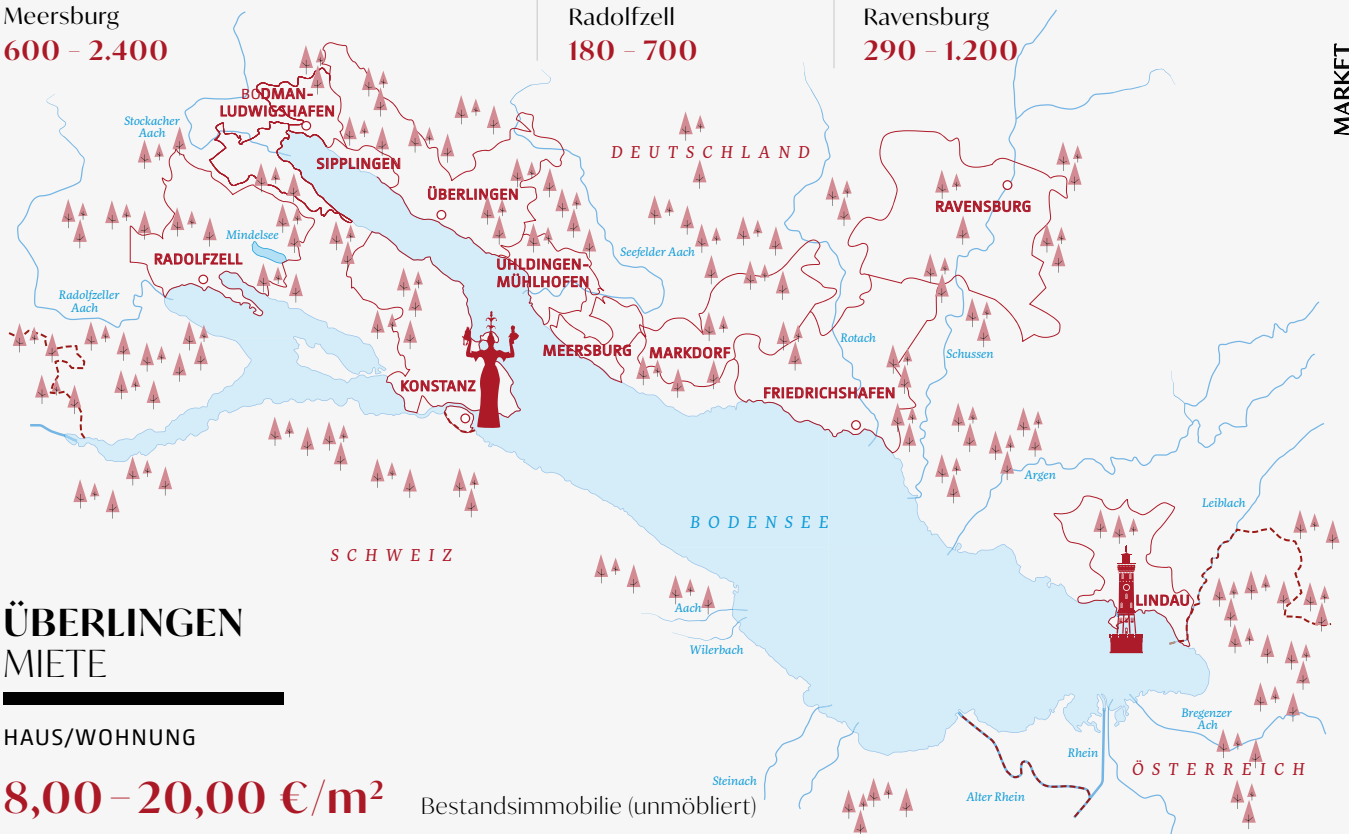 Meersburg
600 – 2.400
Radolfzell
180 – 700
Ravensburg
290 – 1.200
MARKET
BODMAN-
LUDWIGSHAFEN
Stockacher
Aach
SIPPLINGEN
DEUTSCHLAND
ÜBERLINGEN
RAVENSBURG
Mindelsee
RADOLFZELL
Seefelder Aach
UHLDINGEN-
MÜHLHOFEN
Radolfzeller
Aach
Rotach
MEERSBURG
MARKDORF
Schussen
KONSTANZ
FRIEDRICHSHAFEN
Argen
Leiblach
BODENSEE
SCHWEIZ
LINDAU
Aach
Wilerbach
ÜBERLINGEN
MIETE
HAUS/WOHNUNG
8,00 – 20,00 €/m²
Bestandsimmobilie (unmöbliert)
Steinach
Alter Rhein
Rhein
Bregenzer
Ach
ÖSTERREICH